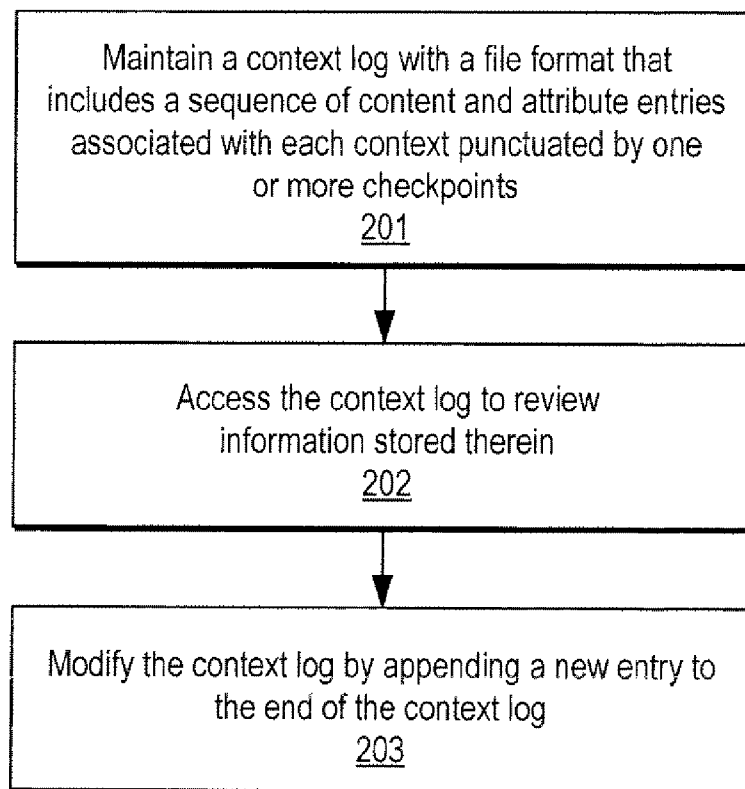 Maintain a context log with a file format that
includes a sequence of content and attribute entries
associated with each context punctuated by one
or more checkpoints
201
Access the context log to review
information stored therein
202
Modify the context log by appending a new entry to
the end of the context log
203